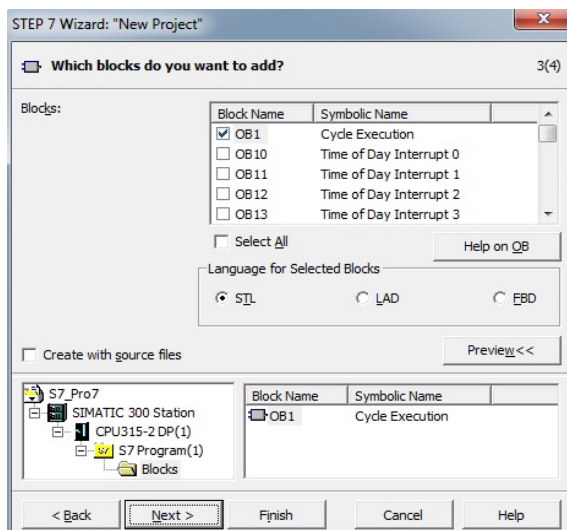 STEP 7 Wizard: "New Project"
Which blocks do you want to add? 3(4)
Blocks:
Block Name Symbolic Name
OB1 Cycle Execution
OB10 Time of Day Interrupt 0
OB11 Time of Day Interrupt 1
OB12 Time of Day Interrupt 2
OB13 Time of Day Interrupt 3
Select All
Help on OB
Language for Selected Blocks
STL LAD FBD
Create with source files
Preview<<
S7_Pro7
SIMATIC 300 Station
CPU315-2 DP(1)
S7 Program(1)
Blocks
Block Name Symbolic Name
OB1 Cycle Execution
< Back Next > Finish Cancel Help